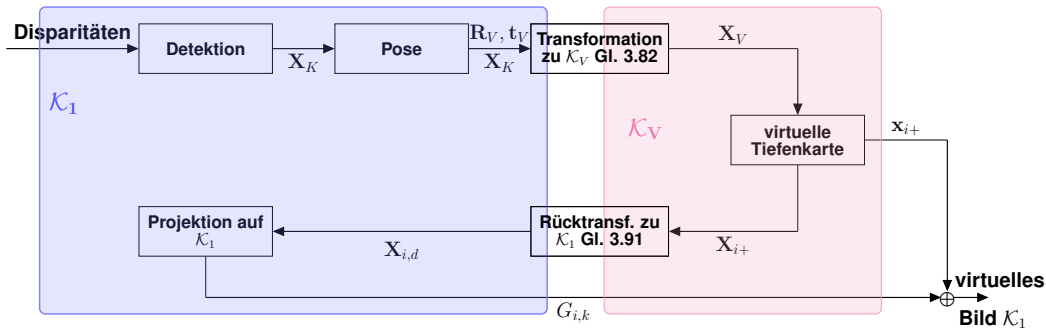 Disparitäten
Detektion
X_K
Pose
R_V, t_V
X_K
Transformation
zu K_V Gl. 3.82
X_V
K_1
K_V
virtuelle
Tiefenkarte
x_{i+}
Projektion auf
K_1
X_{i,d}
Rücktransf. zu
K_1 Gl. 3.91
X_{i+}
G_{i,k}
virtuelles
Bild K_1